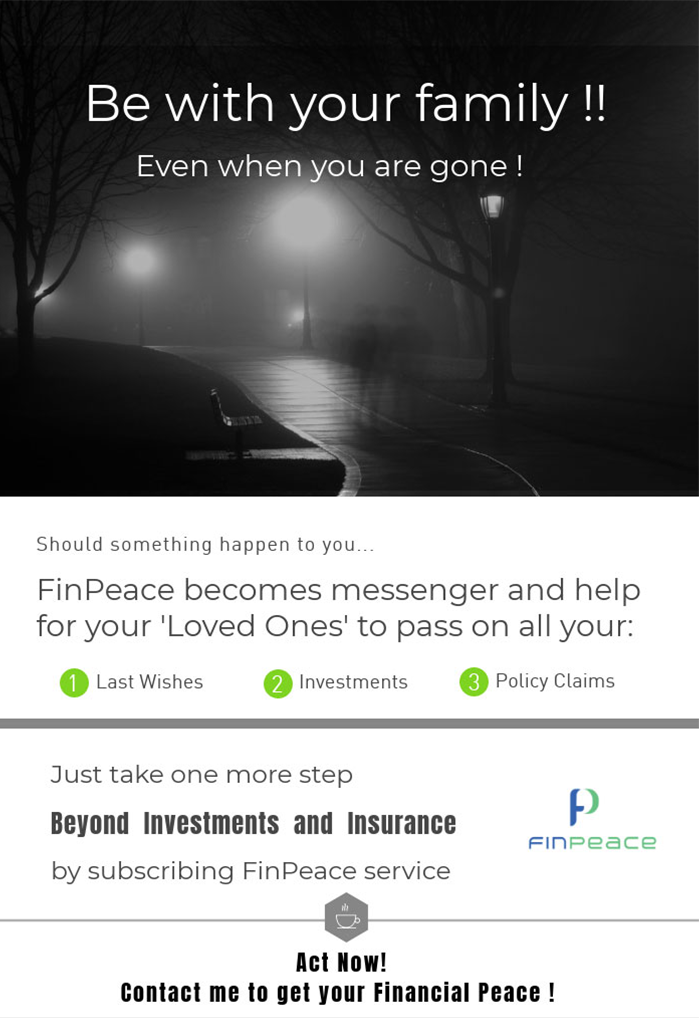 Be with your family !!
Even when you are gone !
Should something happen to you...
FinPeace becomes messenger and help
for your 'Loved Ones' to pass on all your:
1 Last Wishes
2 Investments
3 Policy Claims
Just take one more step
Beyond Investments and Insurance
by subscribing FinPeace service
FINPEACE
Act Now!
Contact me to get your Financial Peace !